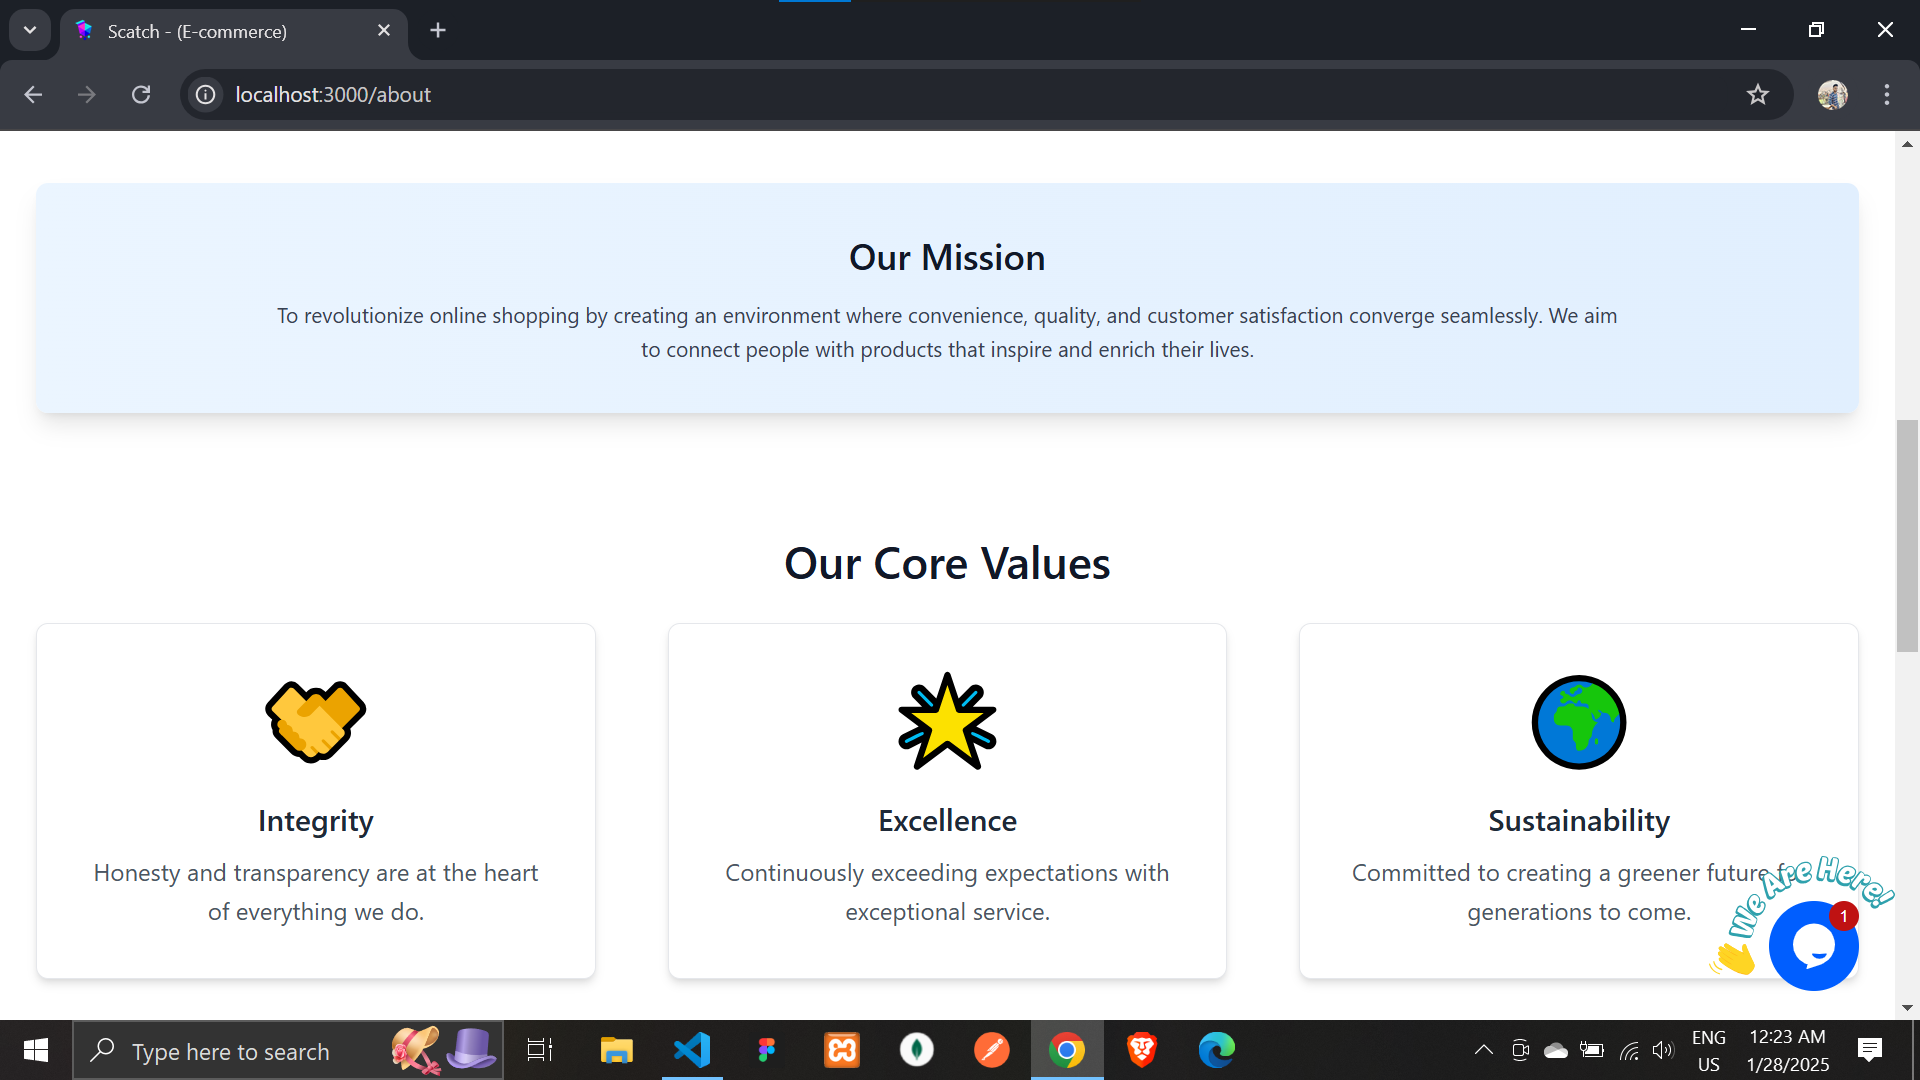 Scatch - (E-commerce)
localhost:3000/about
Our Mission
To revolutionize online shopping by creating an environment where convenience, quality, and customer satisfaction converge seamlessly. We aim
to connect people with products that inspire and enrich their lives.
Our Core Values
Integrity
Honesty and transparency are at the heart
of everything we do.
Excellence
Continuously exceeding expectations with
exceptional service.
Sustainability
Committed to creating a greener future
generations to come.
We Are Here!
1
Type here to search
ENG
US
12:23 AM
1/28/2025